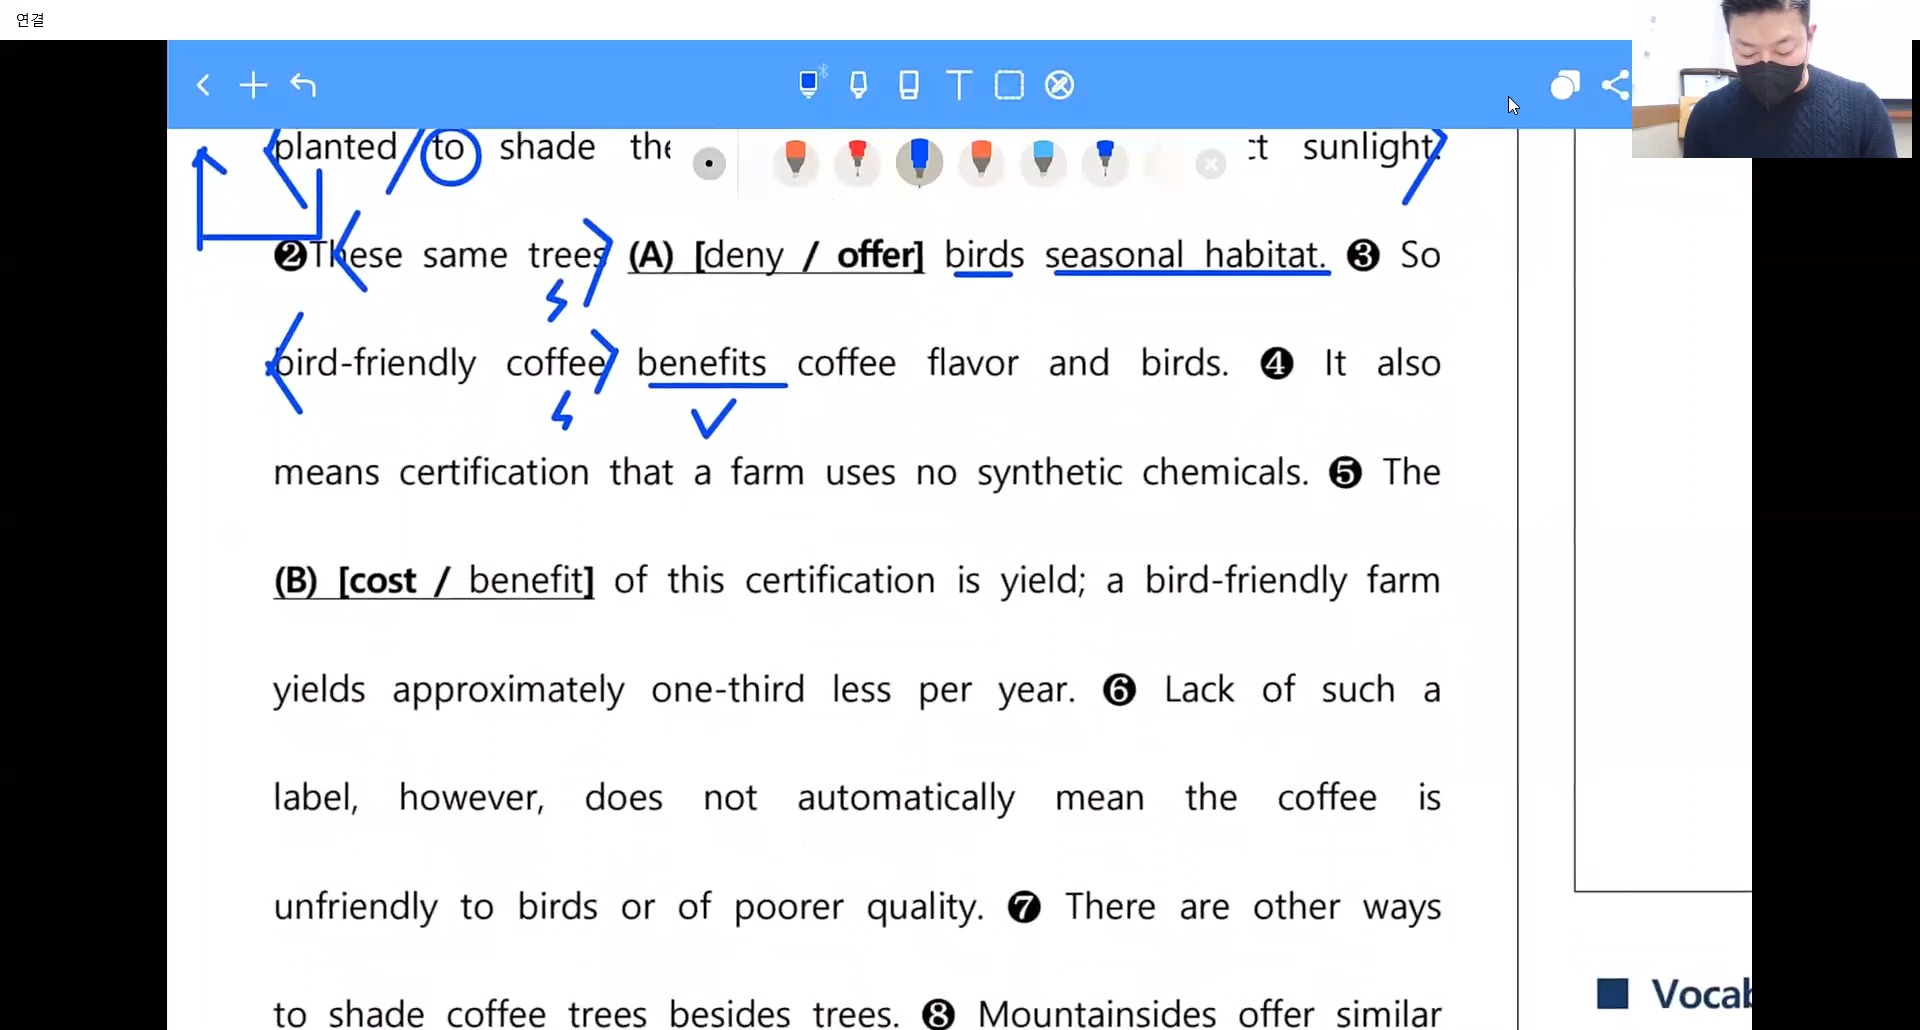 연결
planted to shade the ct sunlight.
❷These same trees (A) [deny / offer] birds seasonal habitat. ❸ So
bird-friendly coffee benefits coffee flavor and birds. ❹ It also
means certification that a farm uses no synthetic chemicals. ❺ The
(B) [cost / benefit] of this certification is yield; a bird-friendly farm
yields approximately one-third less per year. ❻ Lack of such a
label, however, does not automatically mean the coffee is
unfriendly to birds or of poorer quality. ❼ There are other ways
to shade coffee trees besides trees. ❽ Mountainsides offer similar
■ Vocab